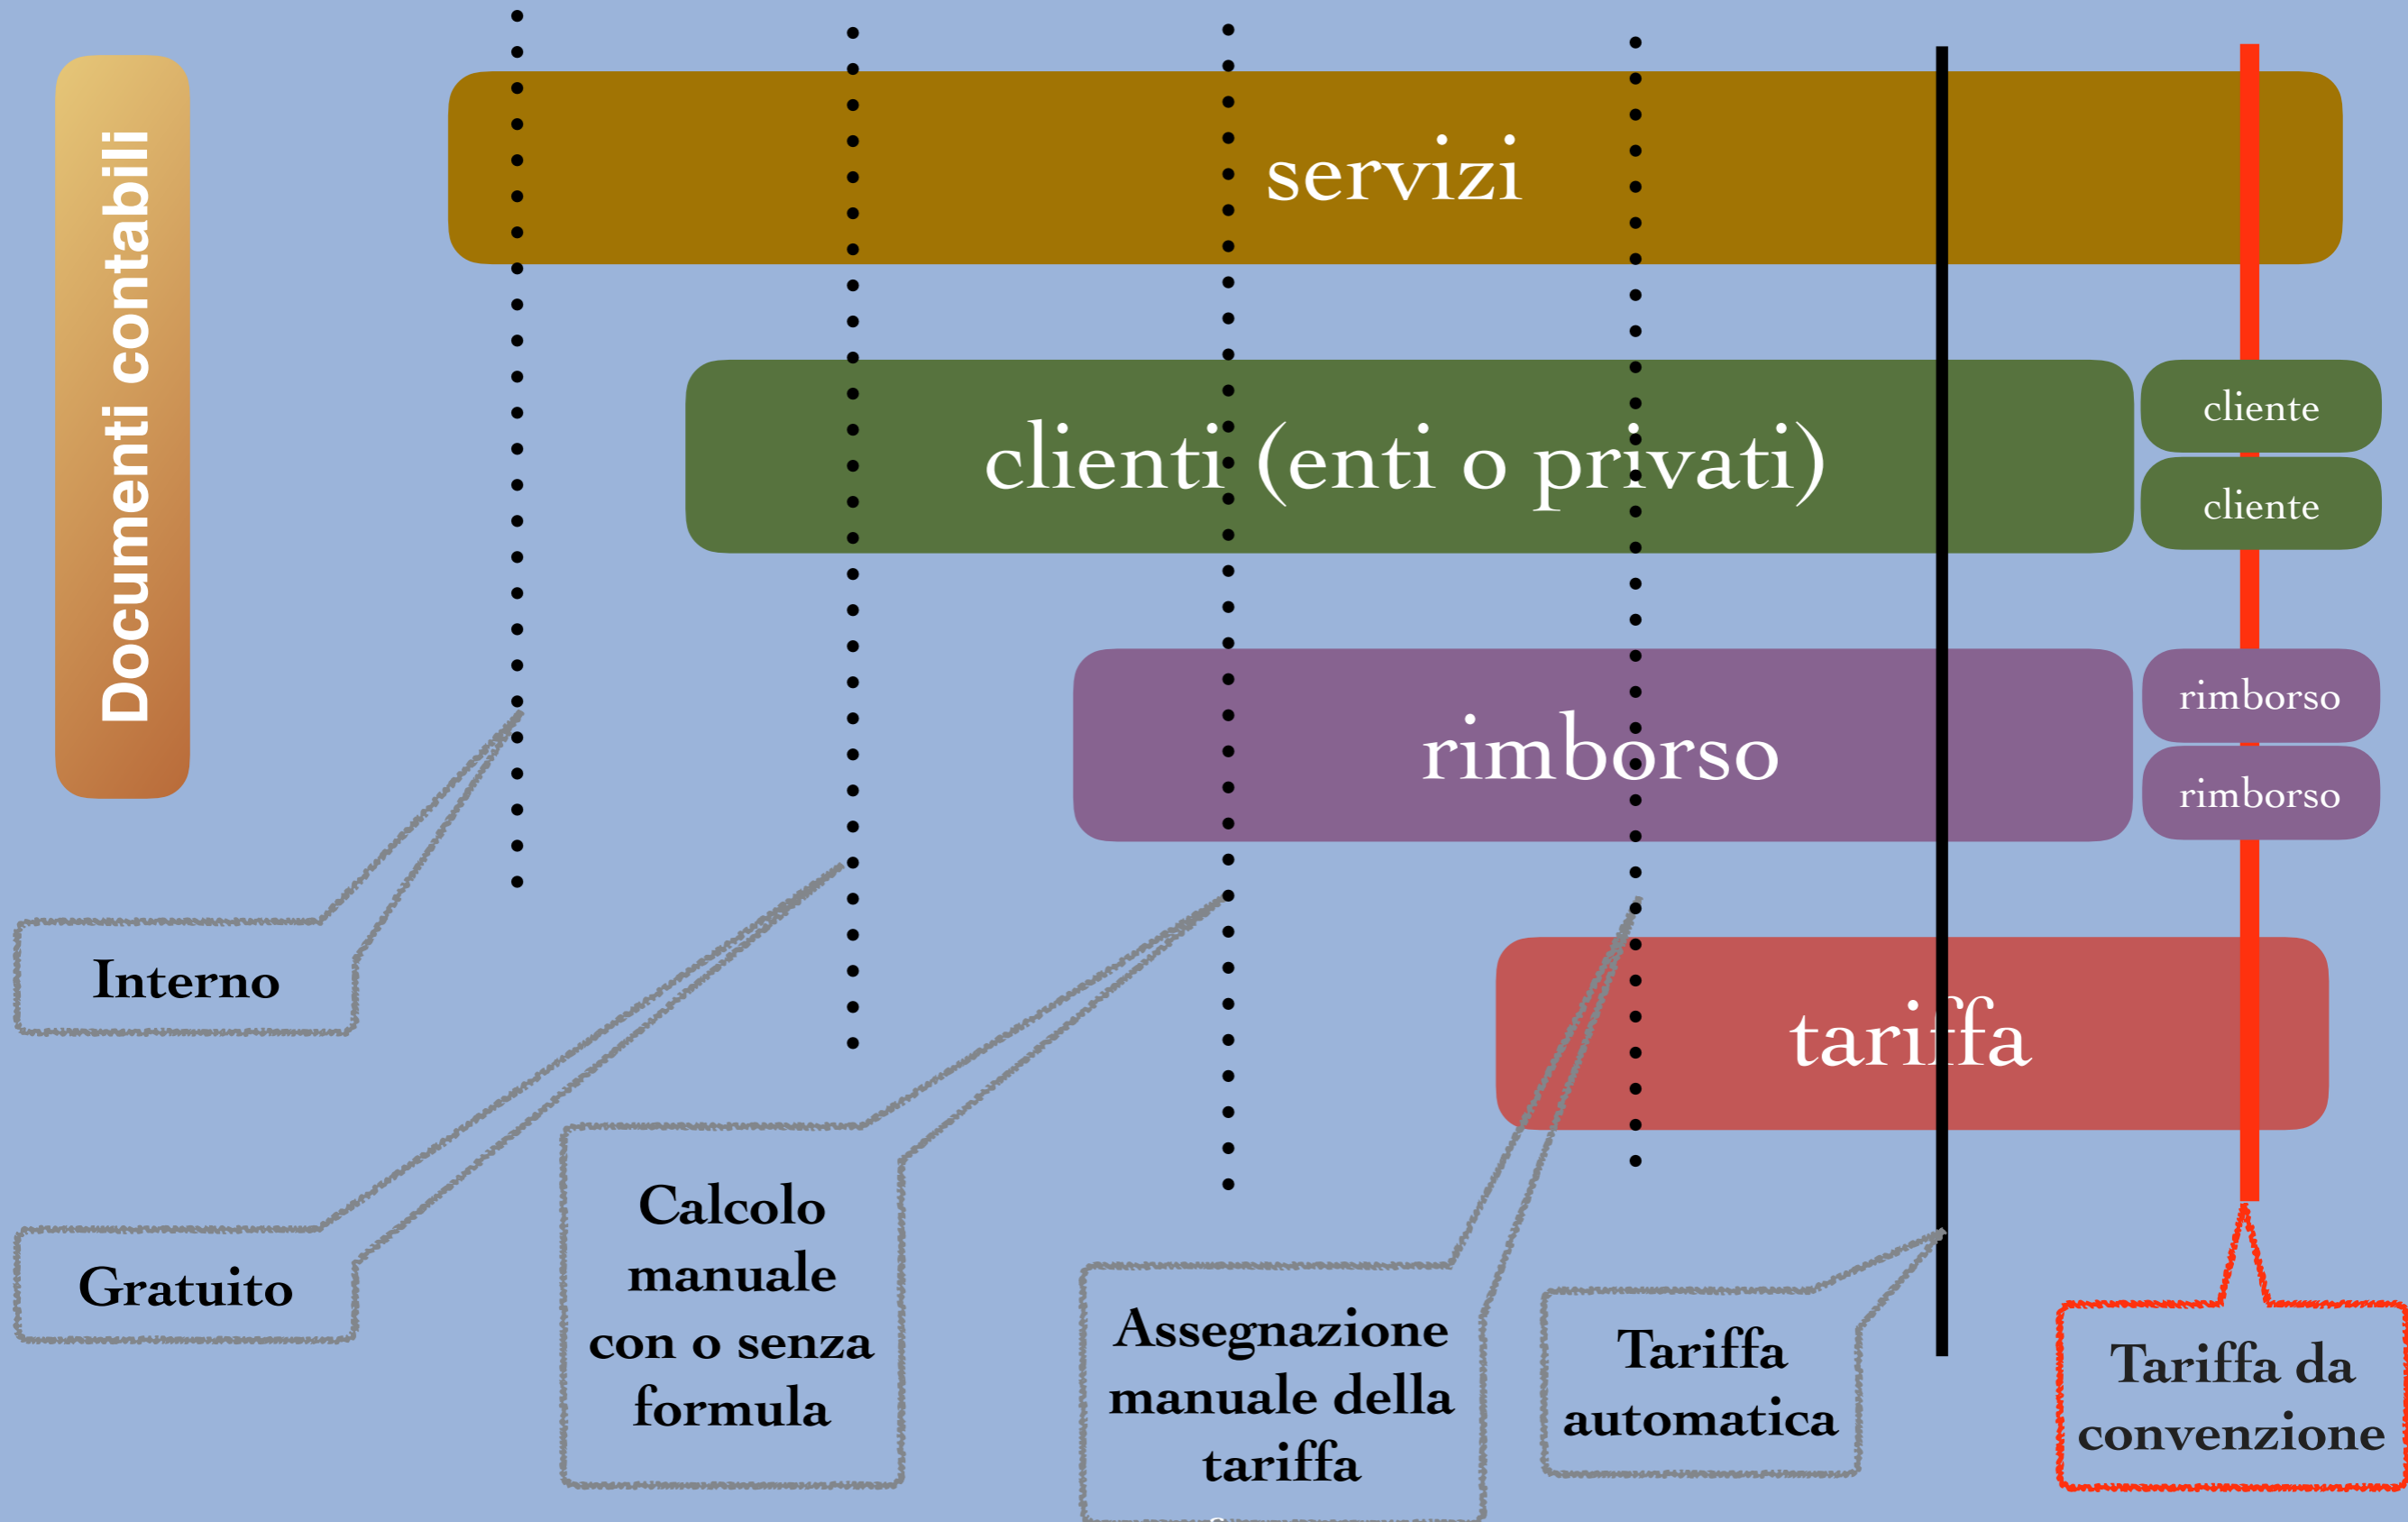 Documenti contabili
servizi
clienti (enti o privati)
cliente
cliente
rimborso
rimborso
rimborso
tariffa
Interno
Gratuito
Calcolo
manuale
con o senza
formula
Assegnazione
manuale della
tariffa
Tariffa
automatica
Tariffa da
convenzione